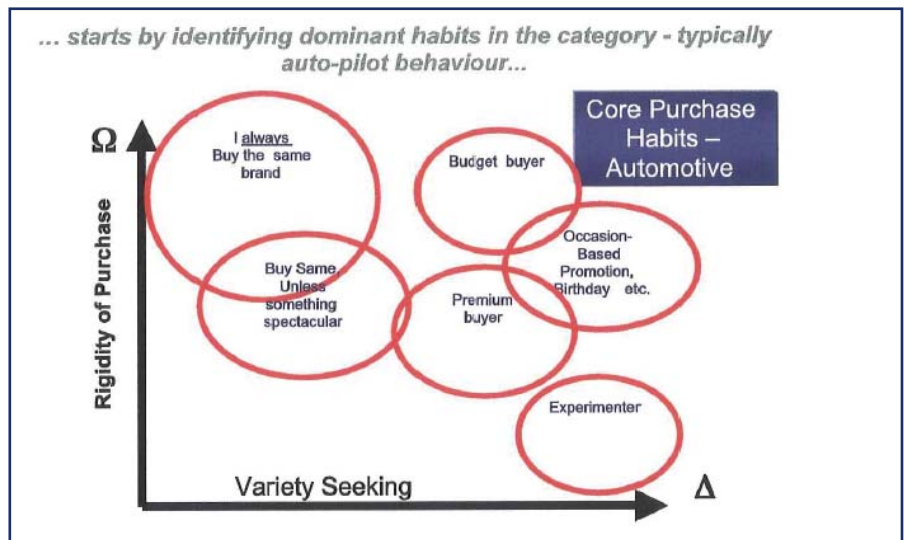 ... starts by identifying dominant habits in the category - typically
auto-pilot behaviour...
Core Purchase
Habits –
Automotive
Ω
Rigidity of Purchase
I always
Buy the same
brand
Budget buyer
Occasion-
Based
Promotion,
Birthday etc.
Buy Same,
Unless
something
spectacular
Premium
buyer
Experimenter
Variety Seeking
Δ